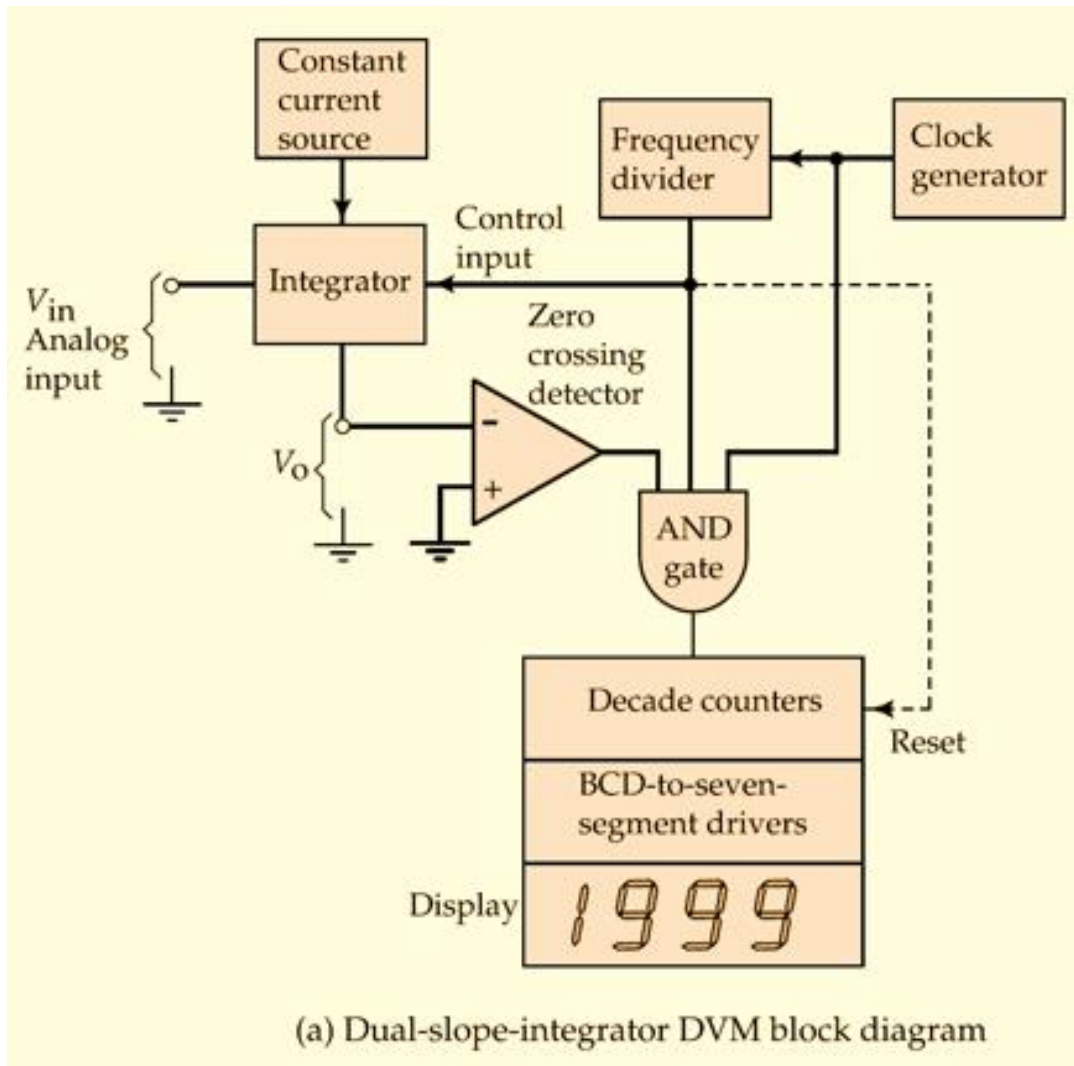 Constant
current
source
Frequency
divider
Clock
generator
Control
input
Integrator
Vin
Analog
input
Zero
crossing
detector
Vo
-
+
AND
gate
Decade counters
Reset
BCD-to-seven-
segment drivers
Display
1999
(a) Dual-slope-integrator DVM block diagram